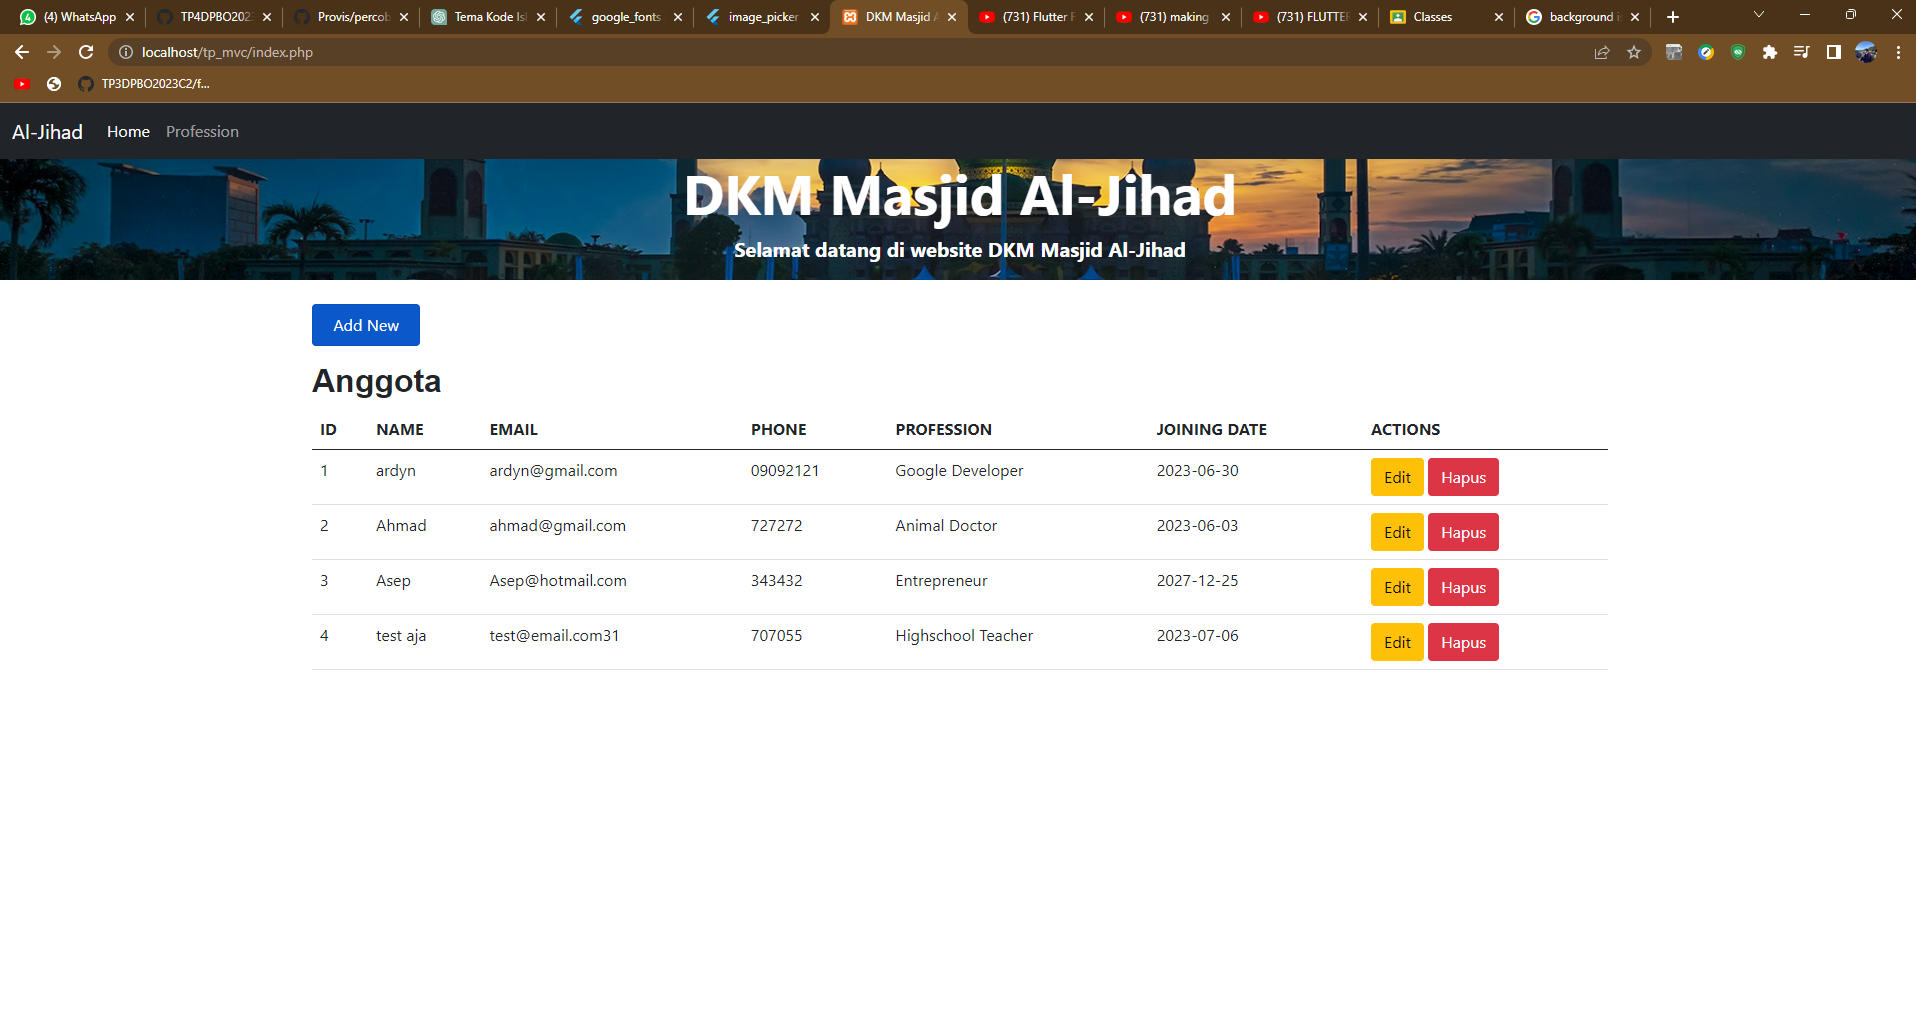 (4) WhatsApp
TP4DPBO202
Provis/percob
Tema Kode Isl
google_fonts
image_picker
DKM Masjid A
(731) Flutter F
(731) making
(731) FLUTTER
Classes
background i
localhost/tp_mvc/index.php
TP3DPBO2023C2/f...
Al-Jihad Home Profession
DKM Masjid Al-Jihad
Selamat datang di website DKM Masjid Al-Jihad
Add New
Anggota
ID NAME EMAIL PHONE PROFESSION JOINING DATE ACTIONS
1 ardyn ardyn@gmail.com 09092121 Google Developer 2023-06-30 Edit Hapus
2 Ahmad ahmad@gmail.com 727272 Animal Doctor 2023-06-03 Edit Hapus
3 Asep Asep@hotmail.com 343432 Entrepreneur 2027-12-25 Edit Hapus
4 test aja test@email.com31 707055 Highschool Teacher 2023-07-06 Edit Hapus